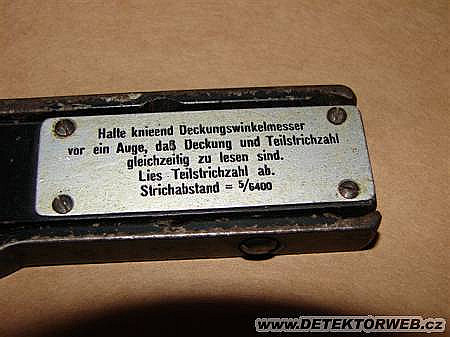 Halte knieend Deckungswinkelmesser
vor ein Auge, daß Deckung und Teilstrichzahl
gleichzeitig zu lesen sind.
Lies Teilstrichzahl ab.
Strichabstand = 5/6400
WWW.DETEKTORWEB.CZ